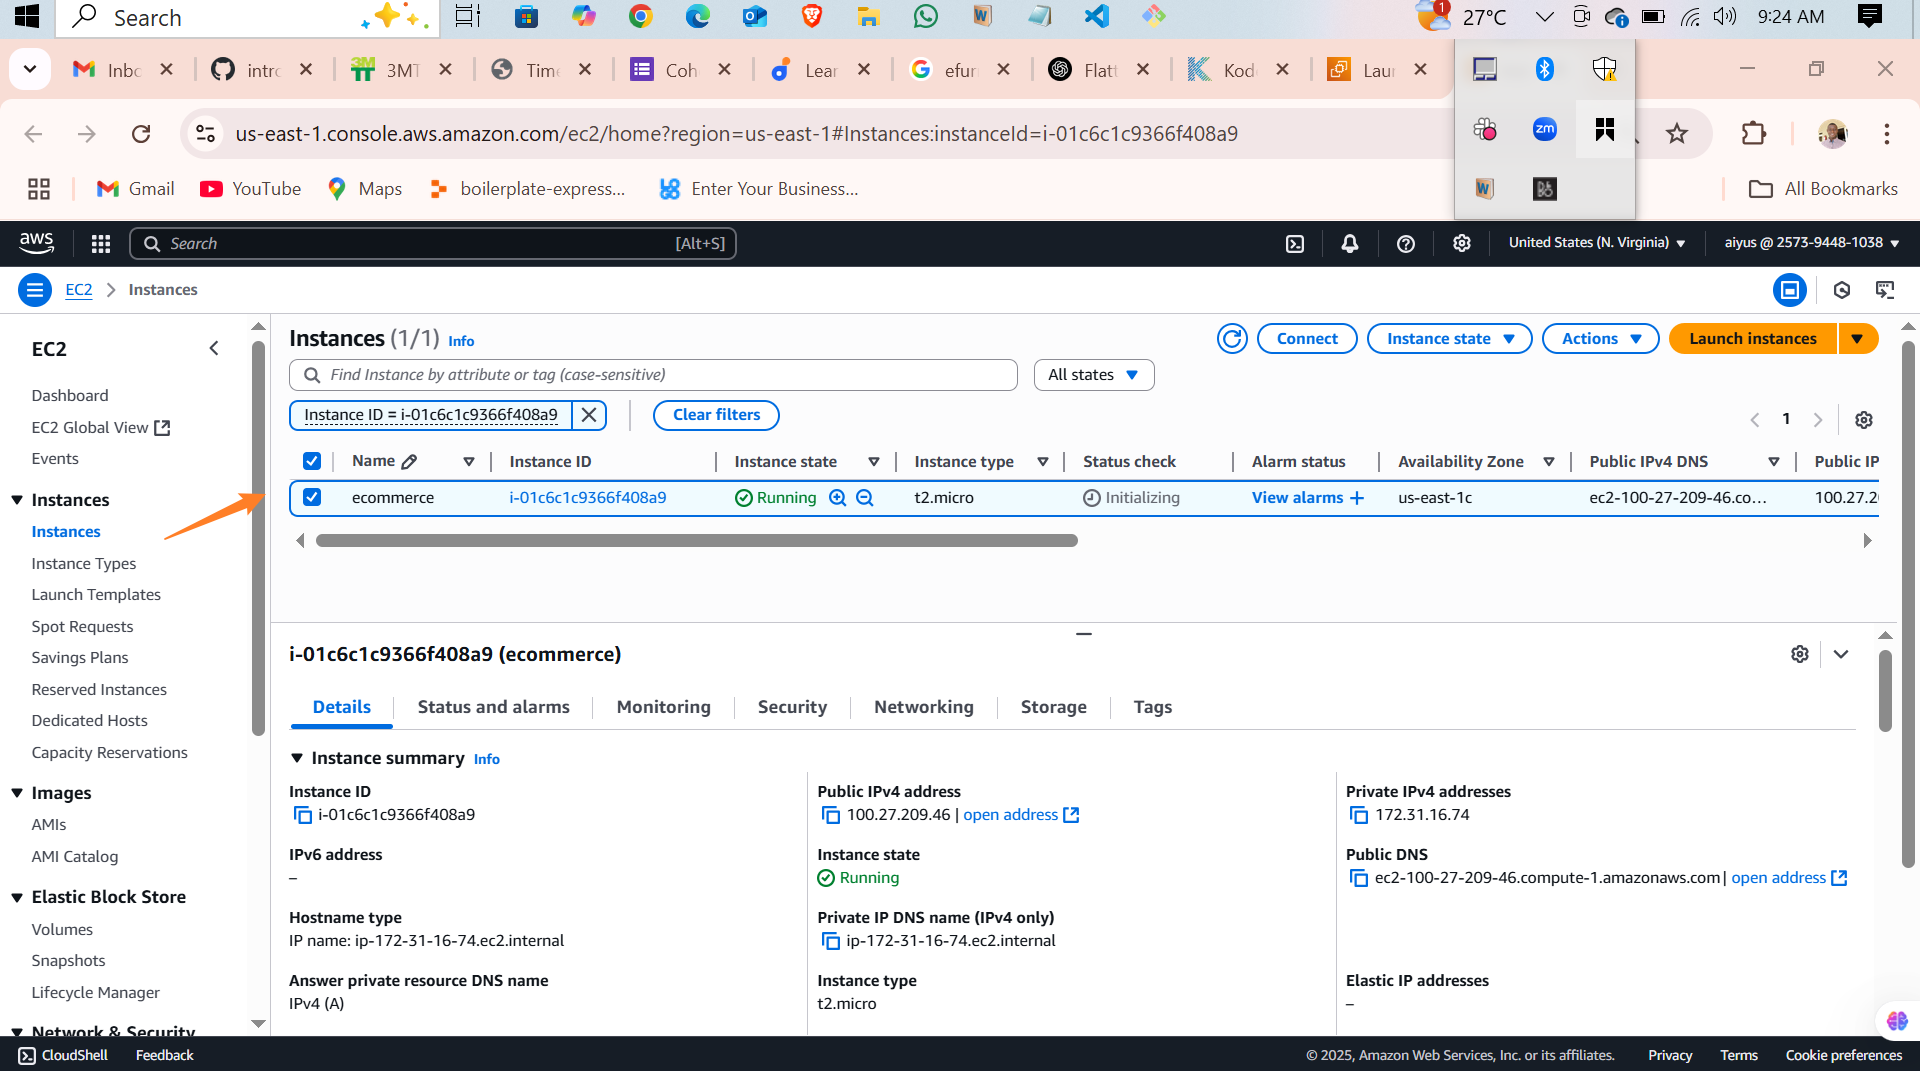 Search
1
27°C
9:24 AM
Inbo
intro
3MT
Time
Coh
Lear
efur
Flatt
Kod
Lau
us-east-1.console.aws.amazon.com/ec2/home?region=us-east-1#Instances:instanceId=i-01c6c1c9366f408a9
zm
Gmail
YouTube
Maps
boilerplate-express...
Enter Your Business...
All Bookmarks
aws
Search
[Alt+S]
United States (N. Virginia)
aiyus @ 2573-9448-1038
EC2
Instances
EC2
Dashboard
EC2 Global View
Events
Instances
Instances
Instance Types
Launch Templates
Spot Requests
Savings Plans
Reserved Instances
Dedicated Hosts
Capacity Reservations
Images
AMIs
AMI Catalog
Elastic Block Store
Volumes
Snapshots
Lifecycle Manager
Network & Security
Instances (1/1) Info
Connect
Instance state
Actions
Launch instances
Find Instance by attribute or tag (case-sensitive)
All states
Instance ID = i-01c6c1c9366f408a9
Clear filters
1
Name Instance ID Instance state Instance type Status check Alarm status Availability Zone Public IPv4 DNS Public IP
ecommerce i-01c6c1c9366f408a9 Running t2.micro Initializing View alarms + us-east-1c ec2-100-27-209-46.co... 100.27.2
i-01c6c1c9366f408a9 (ecommerce)
Details
Status and alarms
Monitoring
Security
Networking
Storage
Tags
Instance summary Info
Instance ID
i-01c6c1c9366f408a9
Public IPv4 address
100.27.209.46 | open address
Private IPv4 addresses
172.31.16.74
IPv6 address
–
Instance state
Running
Public DNS
ec2-100-27-209-46.compute-1.amazonaws.com | open address
Hostname type
IP name: ip-172-31-16-74.ec2.internal
Private IP DNS name (IPv4 only)
ip-172-31-16-74.ec2.internal
Answer private resource DNS name
IPv4 (A)
Instance type
t2.micro
Elastic IP addresses
–
CloudShell
Feedback
© 2025, Amazon Web Services, Inc. or its affiliates.
Privacy
Terms
Cookie preferences